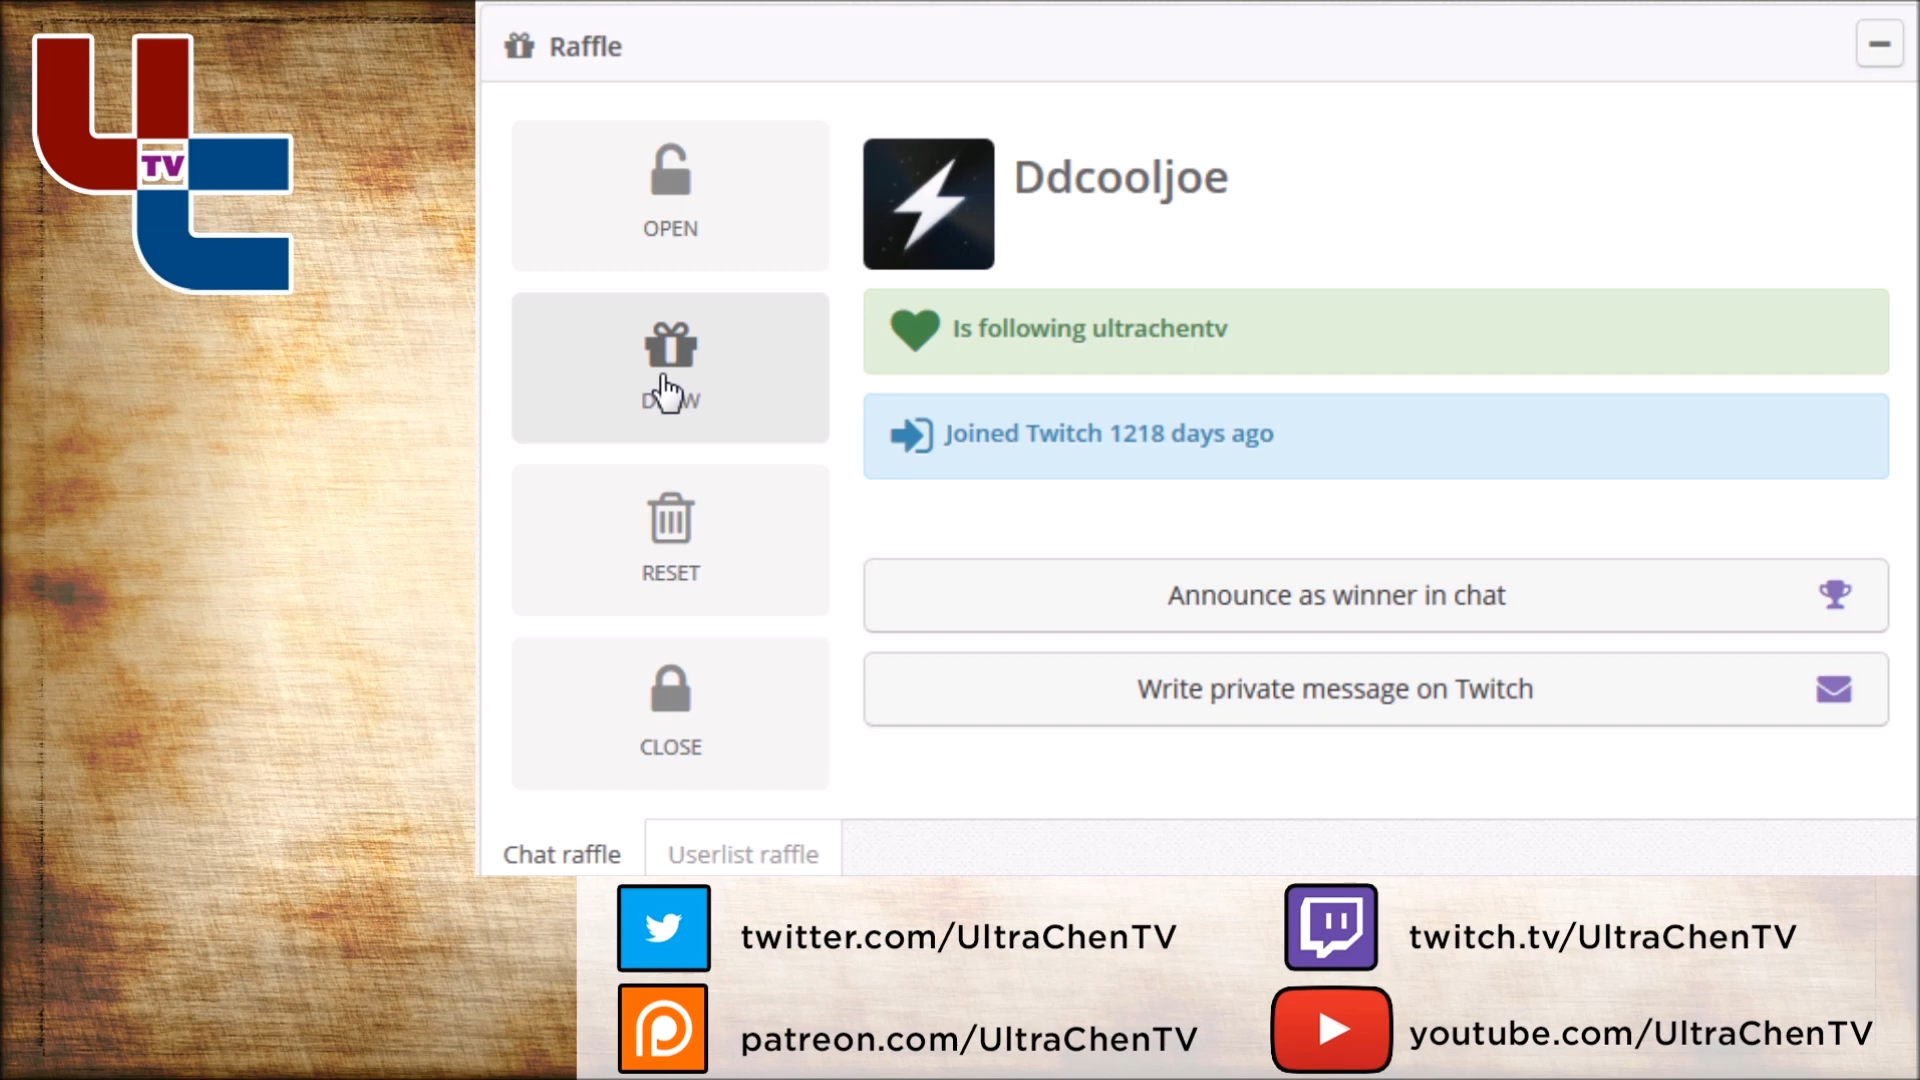 TV
Raffle
OPEN
Ddcooljoe
Is following ultrachentv
Joined Twitch 1218 days ago
RESET
Announce as winner in chat
Write private message on Twitch
CLOSE
Chat raffle
Userlist raffle
twitter.com/UltraChenTV
twitch.tv/UltraChenTV
patreon.com/UltraChenTV
youtube.com/UltraChenTV